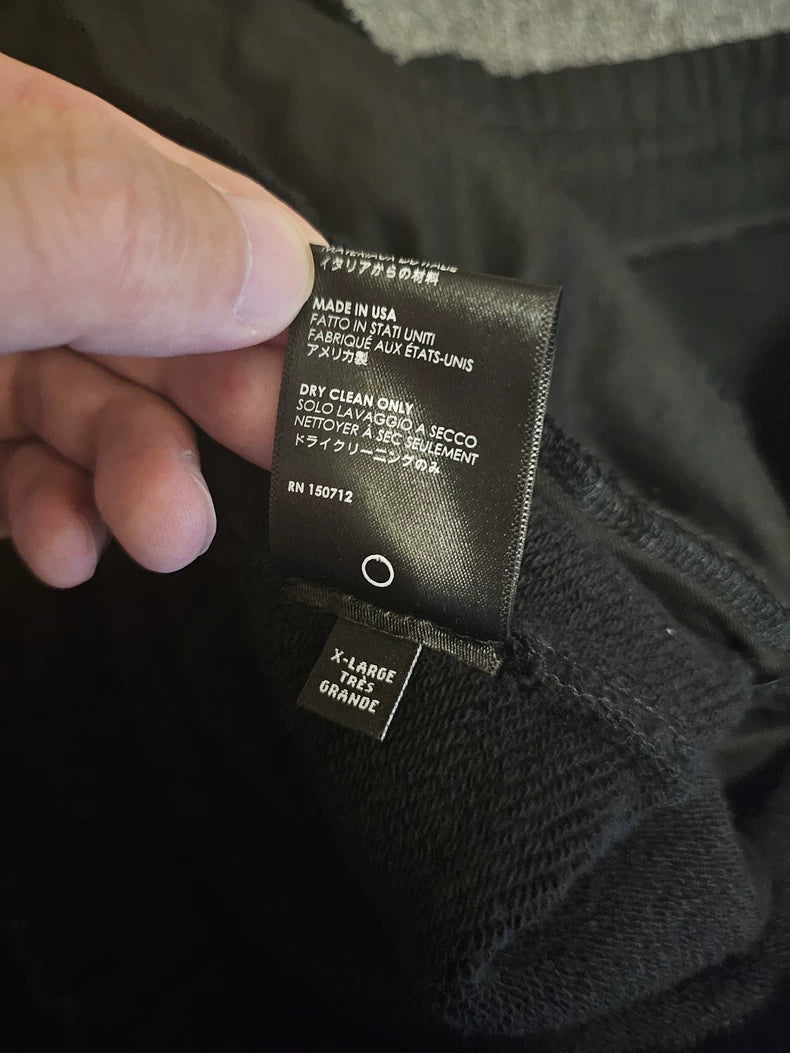 イタリアからの材料
MADE IN USA
FATTO IN STATI UNITI
FABRIQUÉ AUX ÉTATS-UNIS
アメリカ製
DRY CLEAN ONLY
SOLO LAVAGGIO A SECCO
NETTOYER À SEC SEULEMENT
ドライクリーニングのみ
RN 150712
X-LARGE
TRÈS
GRANDE